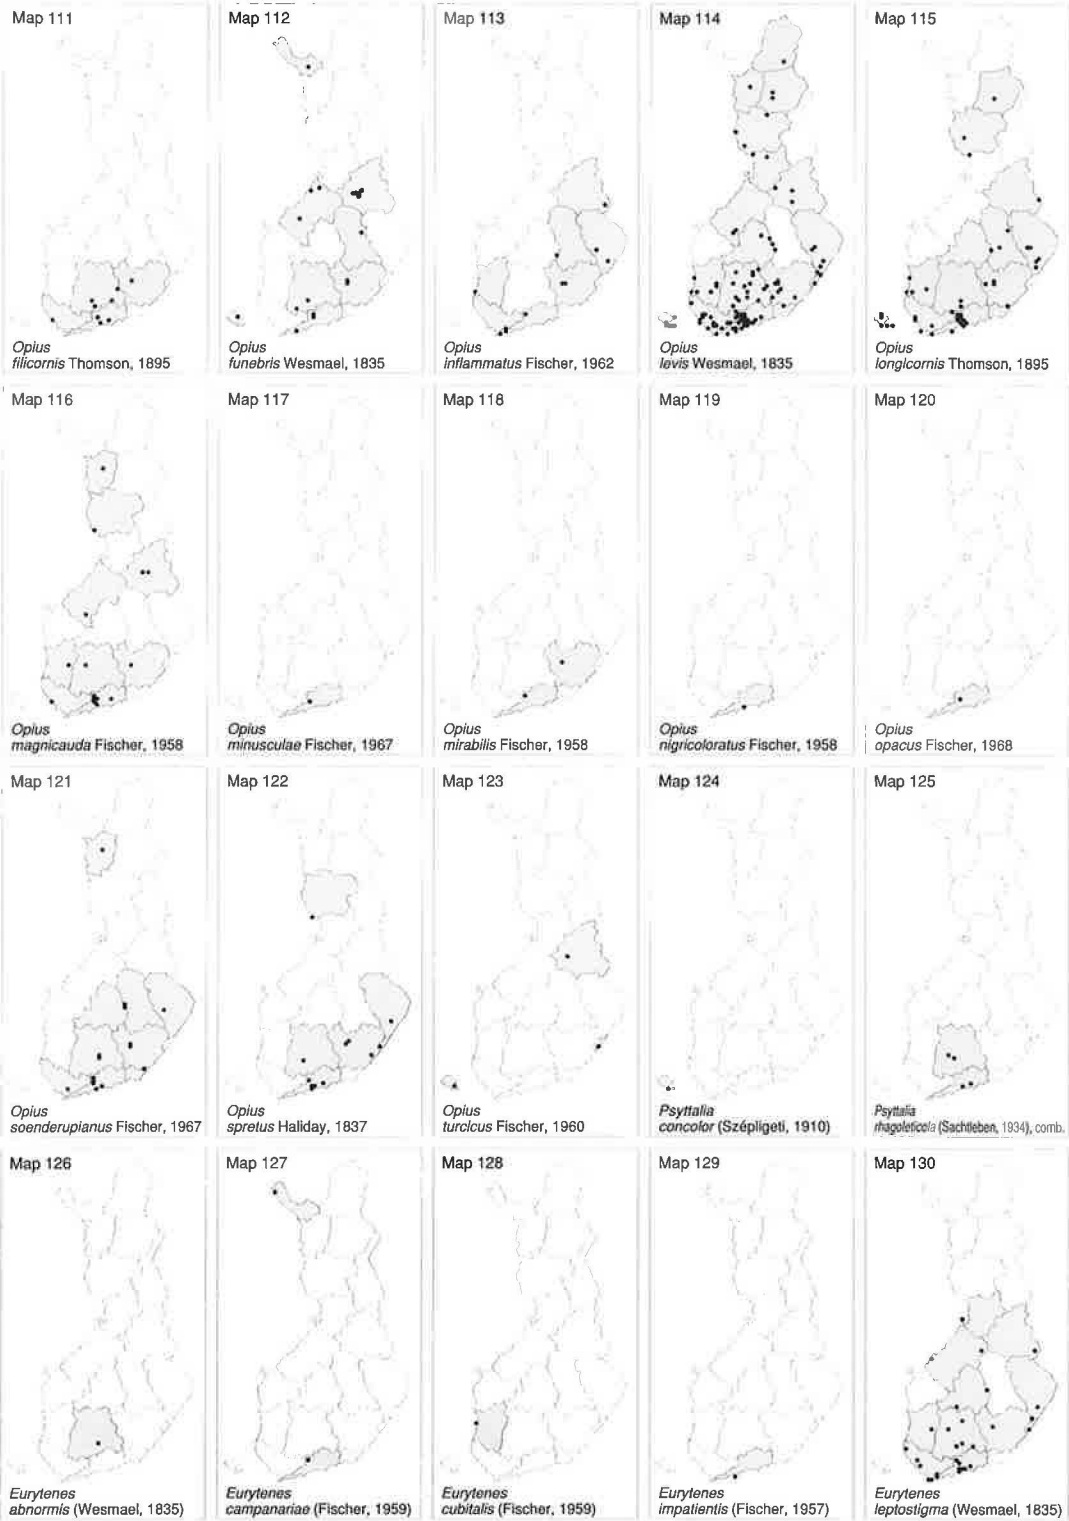 Map 111
Opius
filicornis Thomson, 1895
Map 112
Opius
funebris Wesmael, 1835
Map 113
Opius
inflammatus Fischer, 1962
Map 114
Opius
levis Wesmael, 1835
Map 115
Opius
longicornis Thomson, 1895
Map 116
Opius
magnicauda Fischer, 1958
Map 117
Opius
minusculae Fischer, 1967
Map 118
Opius
mirabilis Fischer, 1958
Map 119
Opius
nigricoloratus Fischer, 1958
Map 120
Opius
opacus Fischer, 1968
Map 121
Opius
soenderupianus Fischer, 1967
Map 122
Opius
spretus Haliday, 1837
Map 123
Opius
turcicus Fischer, 1960
Map 124
Psyttalia
concolor (Szépligeti, 1910)
Map 125
Psyttalia
rhagoleticola (Sachtleben, 1934), comb.
Map 126
Eurytenes
abnormis (Wesmael, 1835)
Map 127
Eurytenes
campanariae (Fischer, 1959)
Map 128
Eurytenes
cubitalis (Fischer, 1959)
Map 129
Eurytenes
impatientis (Fischer, 1957)
Map 130
Eurytenes
leptostigma (Wesmael, 1835)